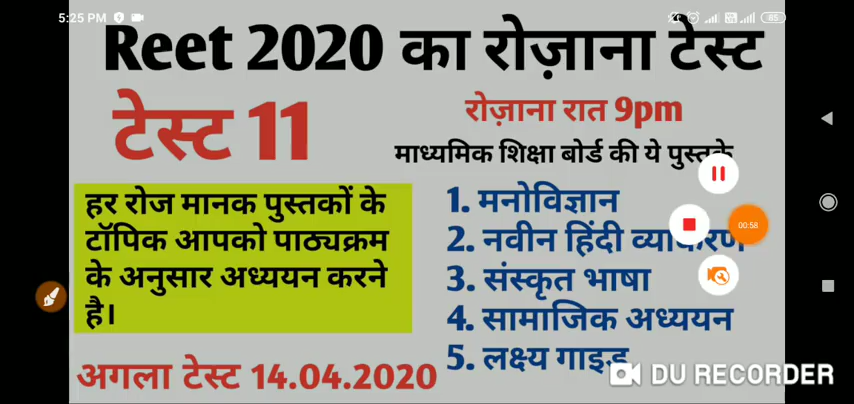 5:25 PM
85
Reet 2020 का रोज़ाना टेस्ट
टेस्ट 11
रोज़ाना रात 9pm
माध्यमिक शिक्षा बोर्ड की ये पुस्तके
हर रोज मानक पुस्तकों के
टॉपिक आपको पाठ्यक्रम
के अनुसार अध्ययन करने
है।
1. मनोविज्ञान
2. नवीन हिंदी व्याकरण
00:58
3. संस्कृत भाषा
4. सामाजिक अध्ययन
5. लक्ष्य गाइड
अगला टेस्ट 14.04.2020
DU RECORDER